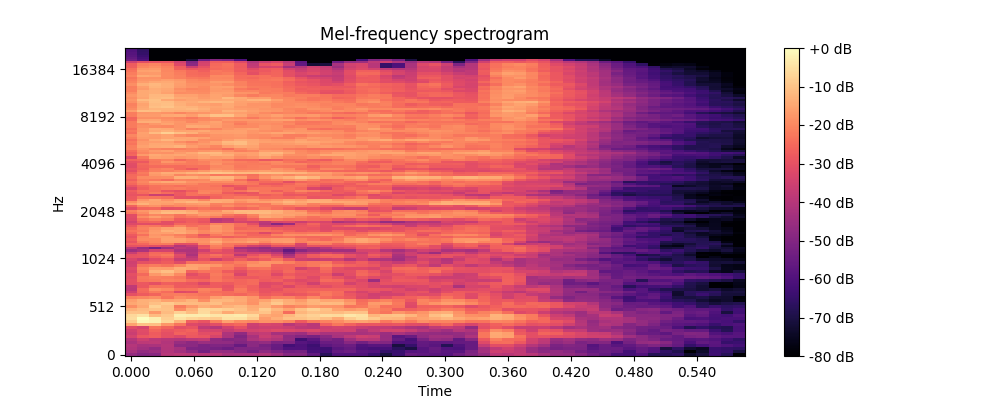 Mel-frequency spectrogram
Hz
16384
8192
4096
2048
1024
512
0
0.000 0.060 0.120 0.180 0.240 0.300 0.360 0.420 0.480 0.540
Time
+0 dB
-10 dB
-20 dB
-30 dB
-40 dB
-50 dB
-60 dB
-70 dB
-80 dB